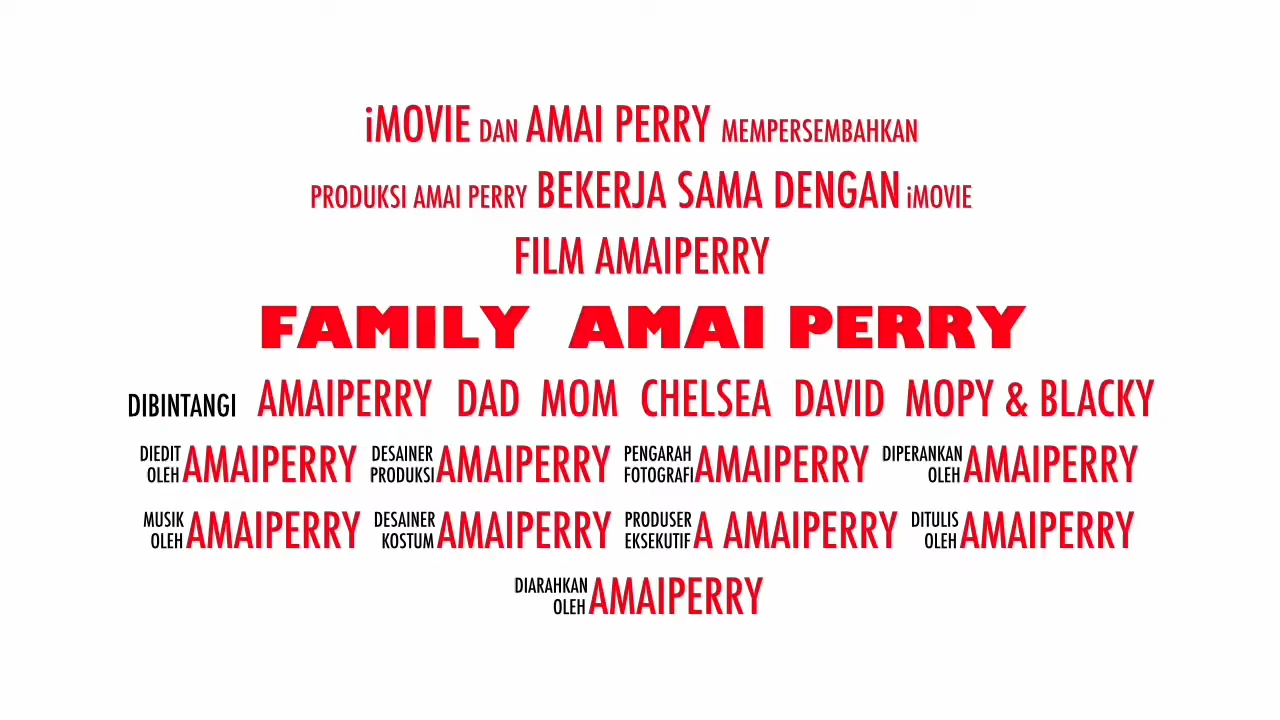 iMOVIE DAN AMAI PERRY MEMPERSEMBAHKAN
PRODUKSI AMAI PERRY BEKERJA SAMA DENGAN iMOVIE
FILM AMAIPERRY
FAMILY AMAI PERRY
DIBINTANGI AMAIPERRY DAD MOM CHELSEA DAVID MOPY & BLACKY
DIEDIT OLEH AMAIPERRY DESAINER PRODUKSI AMAIPERRY PENGARAH FOTOGRAFI AMAIPERRY DIPERANKAN OLEH AMAIPERRY
MUSIK OLEH AMAIPERRY DESAINER KOSTUM AMAIPERRY PRODUSER EKSEKUTIF A AMAIPERRY DITULIS OLEH AMAIPERRY
DIARAHKAN OLEH AMAIPERRY